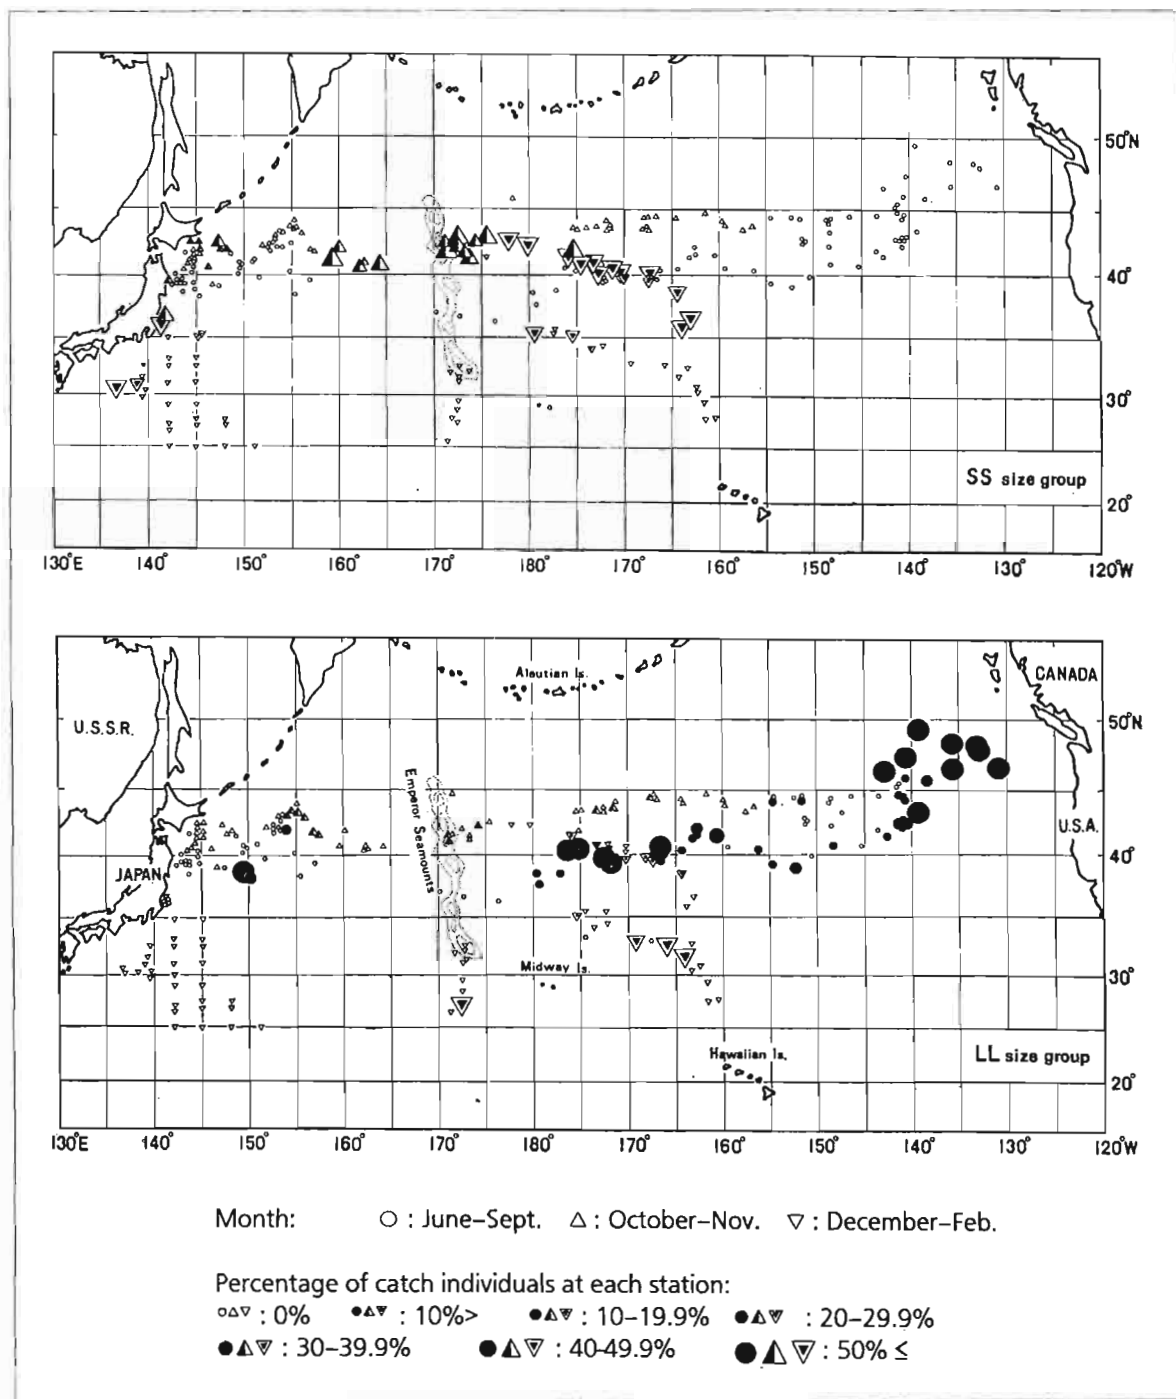 50°N
40°
30°
SS size group
20°
130°E 140° 150° 160° 170° 180° 170° 160° 150° 140° 130° 120°W
Aleutian Is.
CANADA
U.S.S.R.
50°N
Emperor Seamounts
U.S.A.
JAPAN
40°
Midway Is.
30°
Hawaiian Is.
LL size group
20°
130°E 140° 150° 160° 170° 180° 170° 160° 150° 140° 130° 120°W
Month: ○ : June–Sept. △ : October–Nov. ▽ : December–Feb.
Percentage of catch individuals at each station:
○△▽ : 0% ●▲▼ : 10%> ●▲▼ : 10–19.9% ●▲▼ : 20–29.9%
●▲▼ : 30–39.9% ●▲▼ : 40-49.9% ●▲▼ : 50% ≤